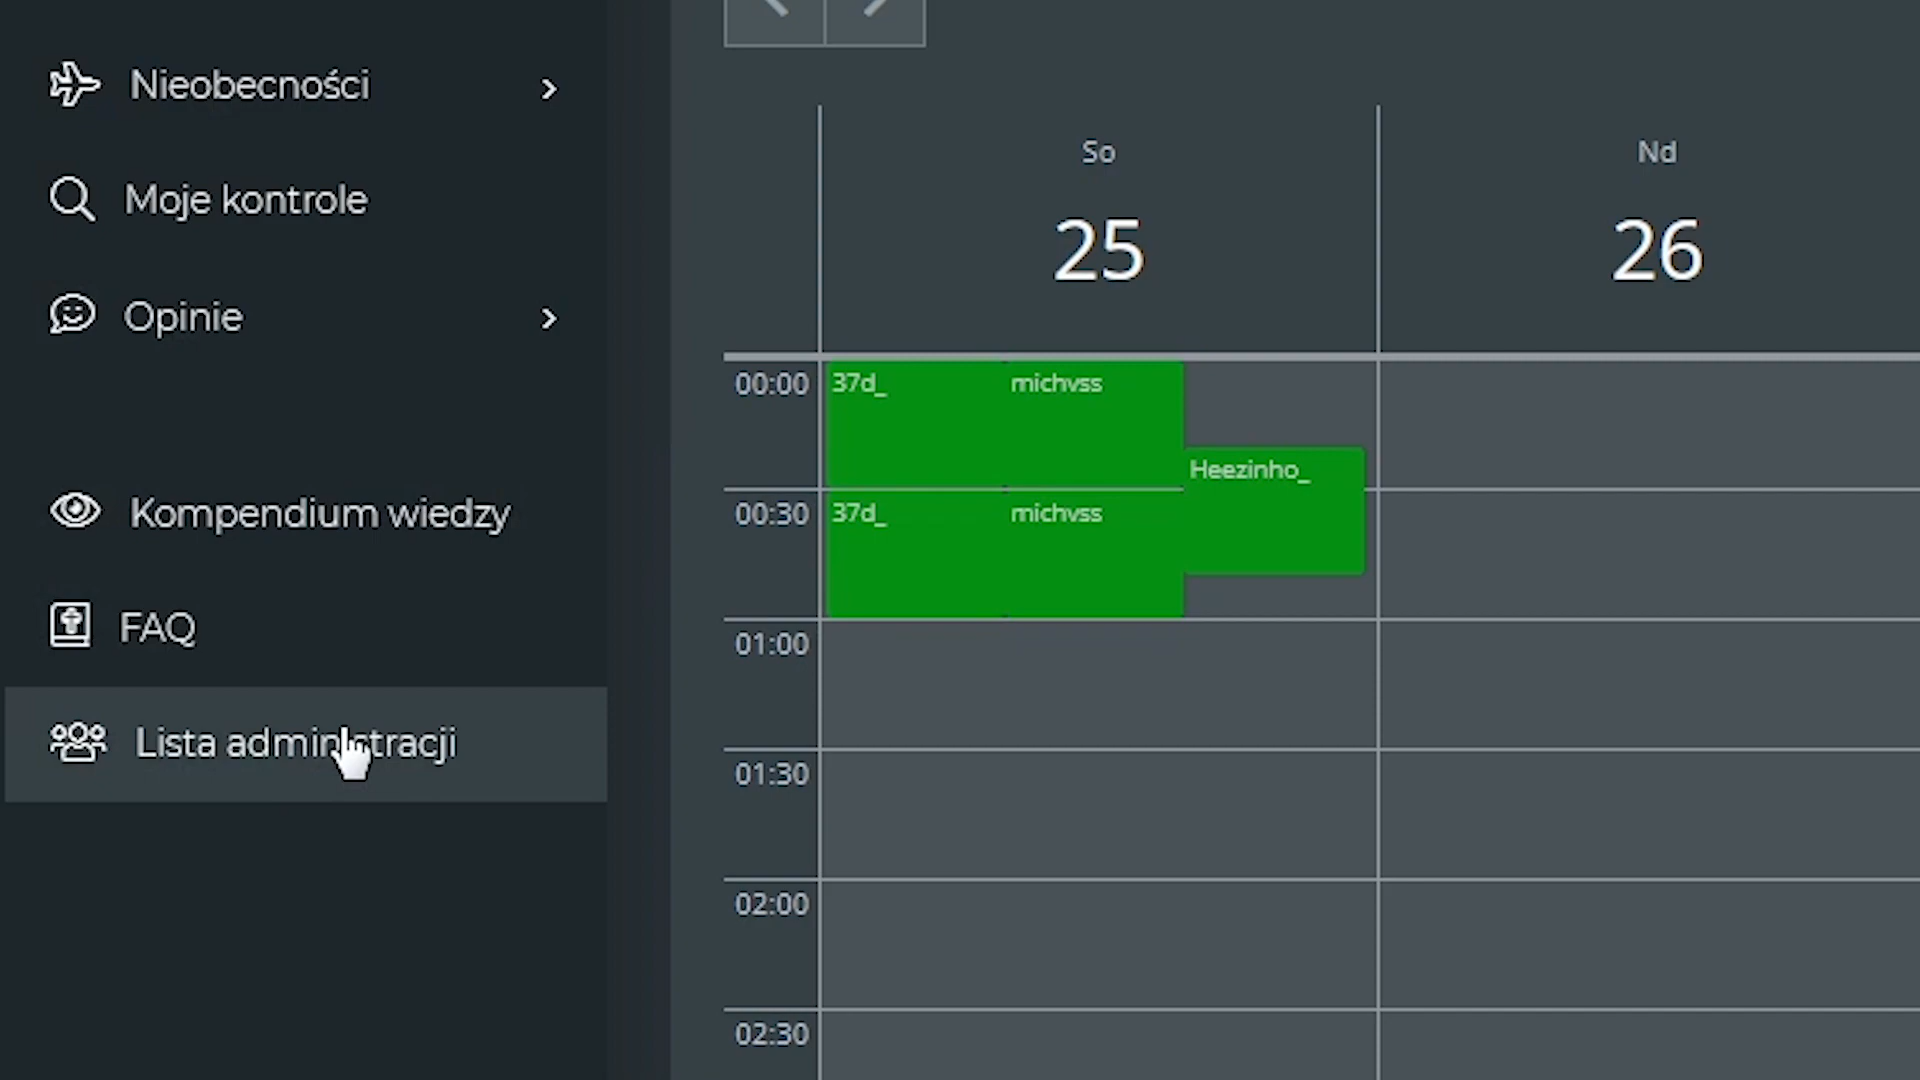 Nieobecności
Moje kontrole
Opinie
Kompendium wiedzy
FAQ
Lista administracji
So
Nd
25
26
00:00
37d_
michvss
Heezinho_
00:30
37d_
michvss
01:00
01:30
02:00
02:30